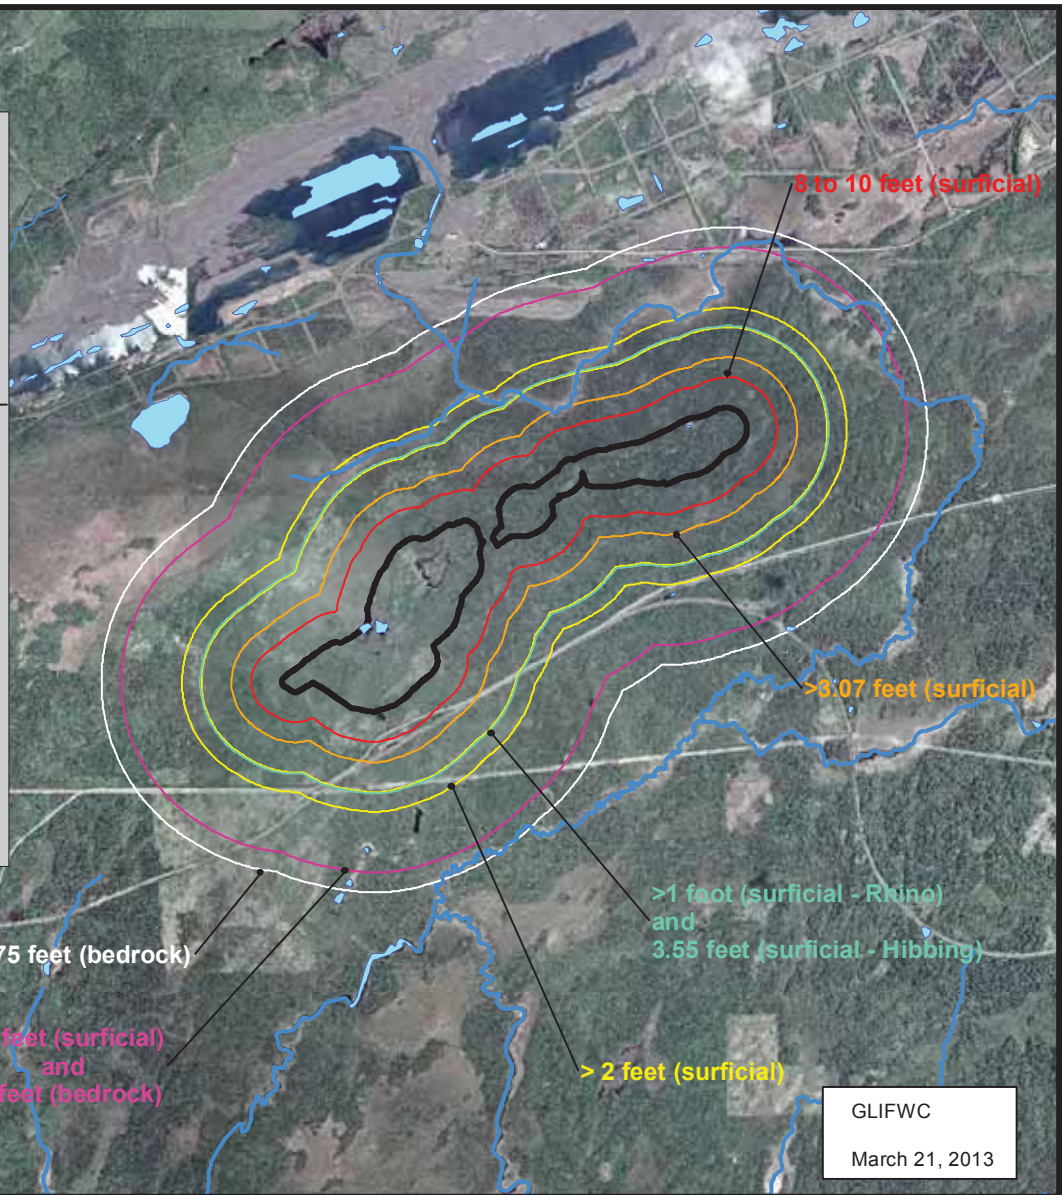 8 to 10 feet (surficial)
>3.07 feet (surficial)
>1 foot (surficial - Rhino)
and
3.55 feet (surficial - Hibbing)
75 feet (bedrock)
feet (surficial)
and
feet (bedrock)
> 2 feet (surficial)
GLIFWC
March 21, 2013